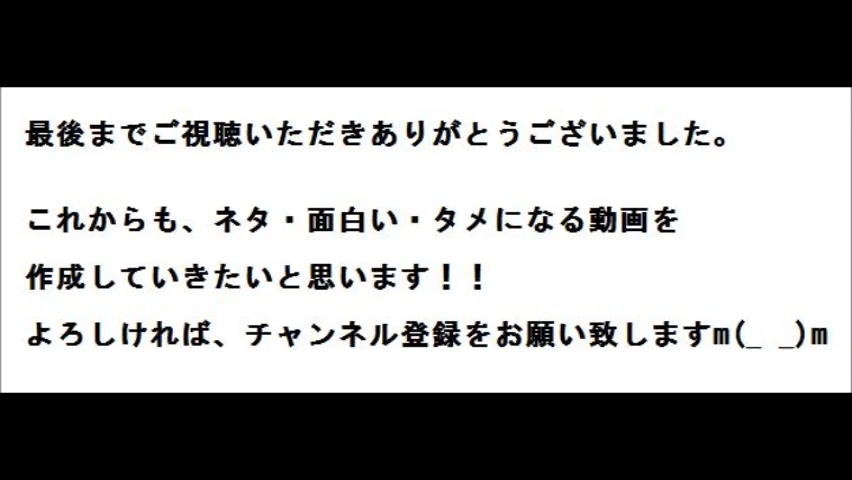 最後までご視聴いただきありがとうございました。
これからも、ネタ・面白い・タメになる動画を
作成していきたいと思います！！
よろしければ、チャンネル登録をお願い致しますm(_ _)m